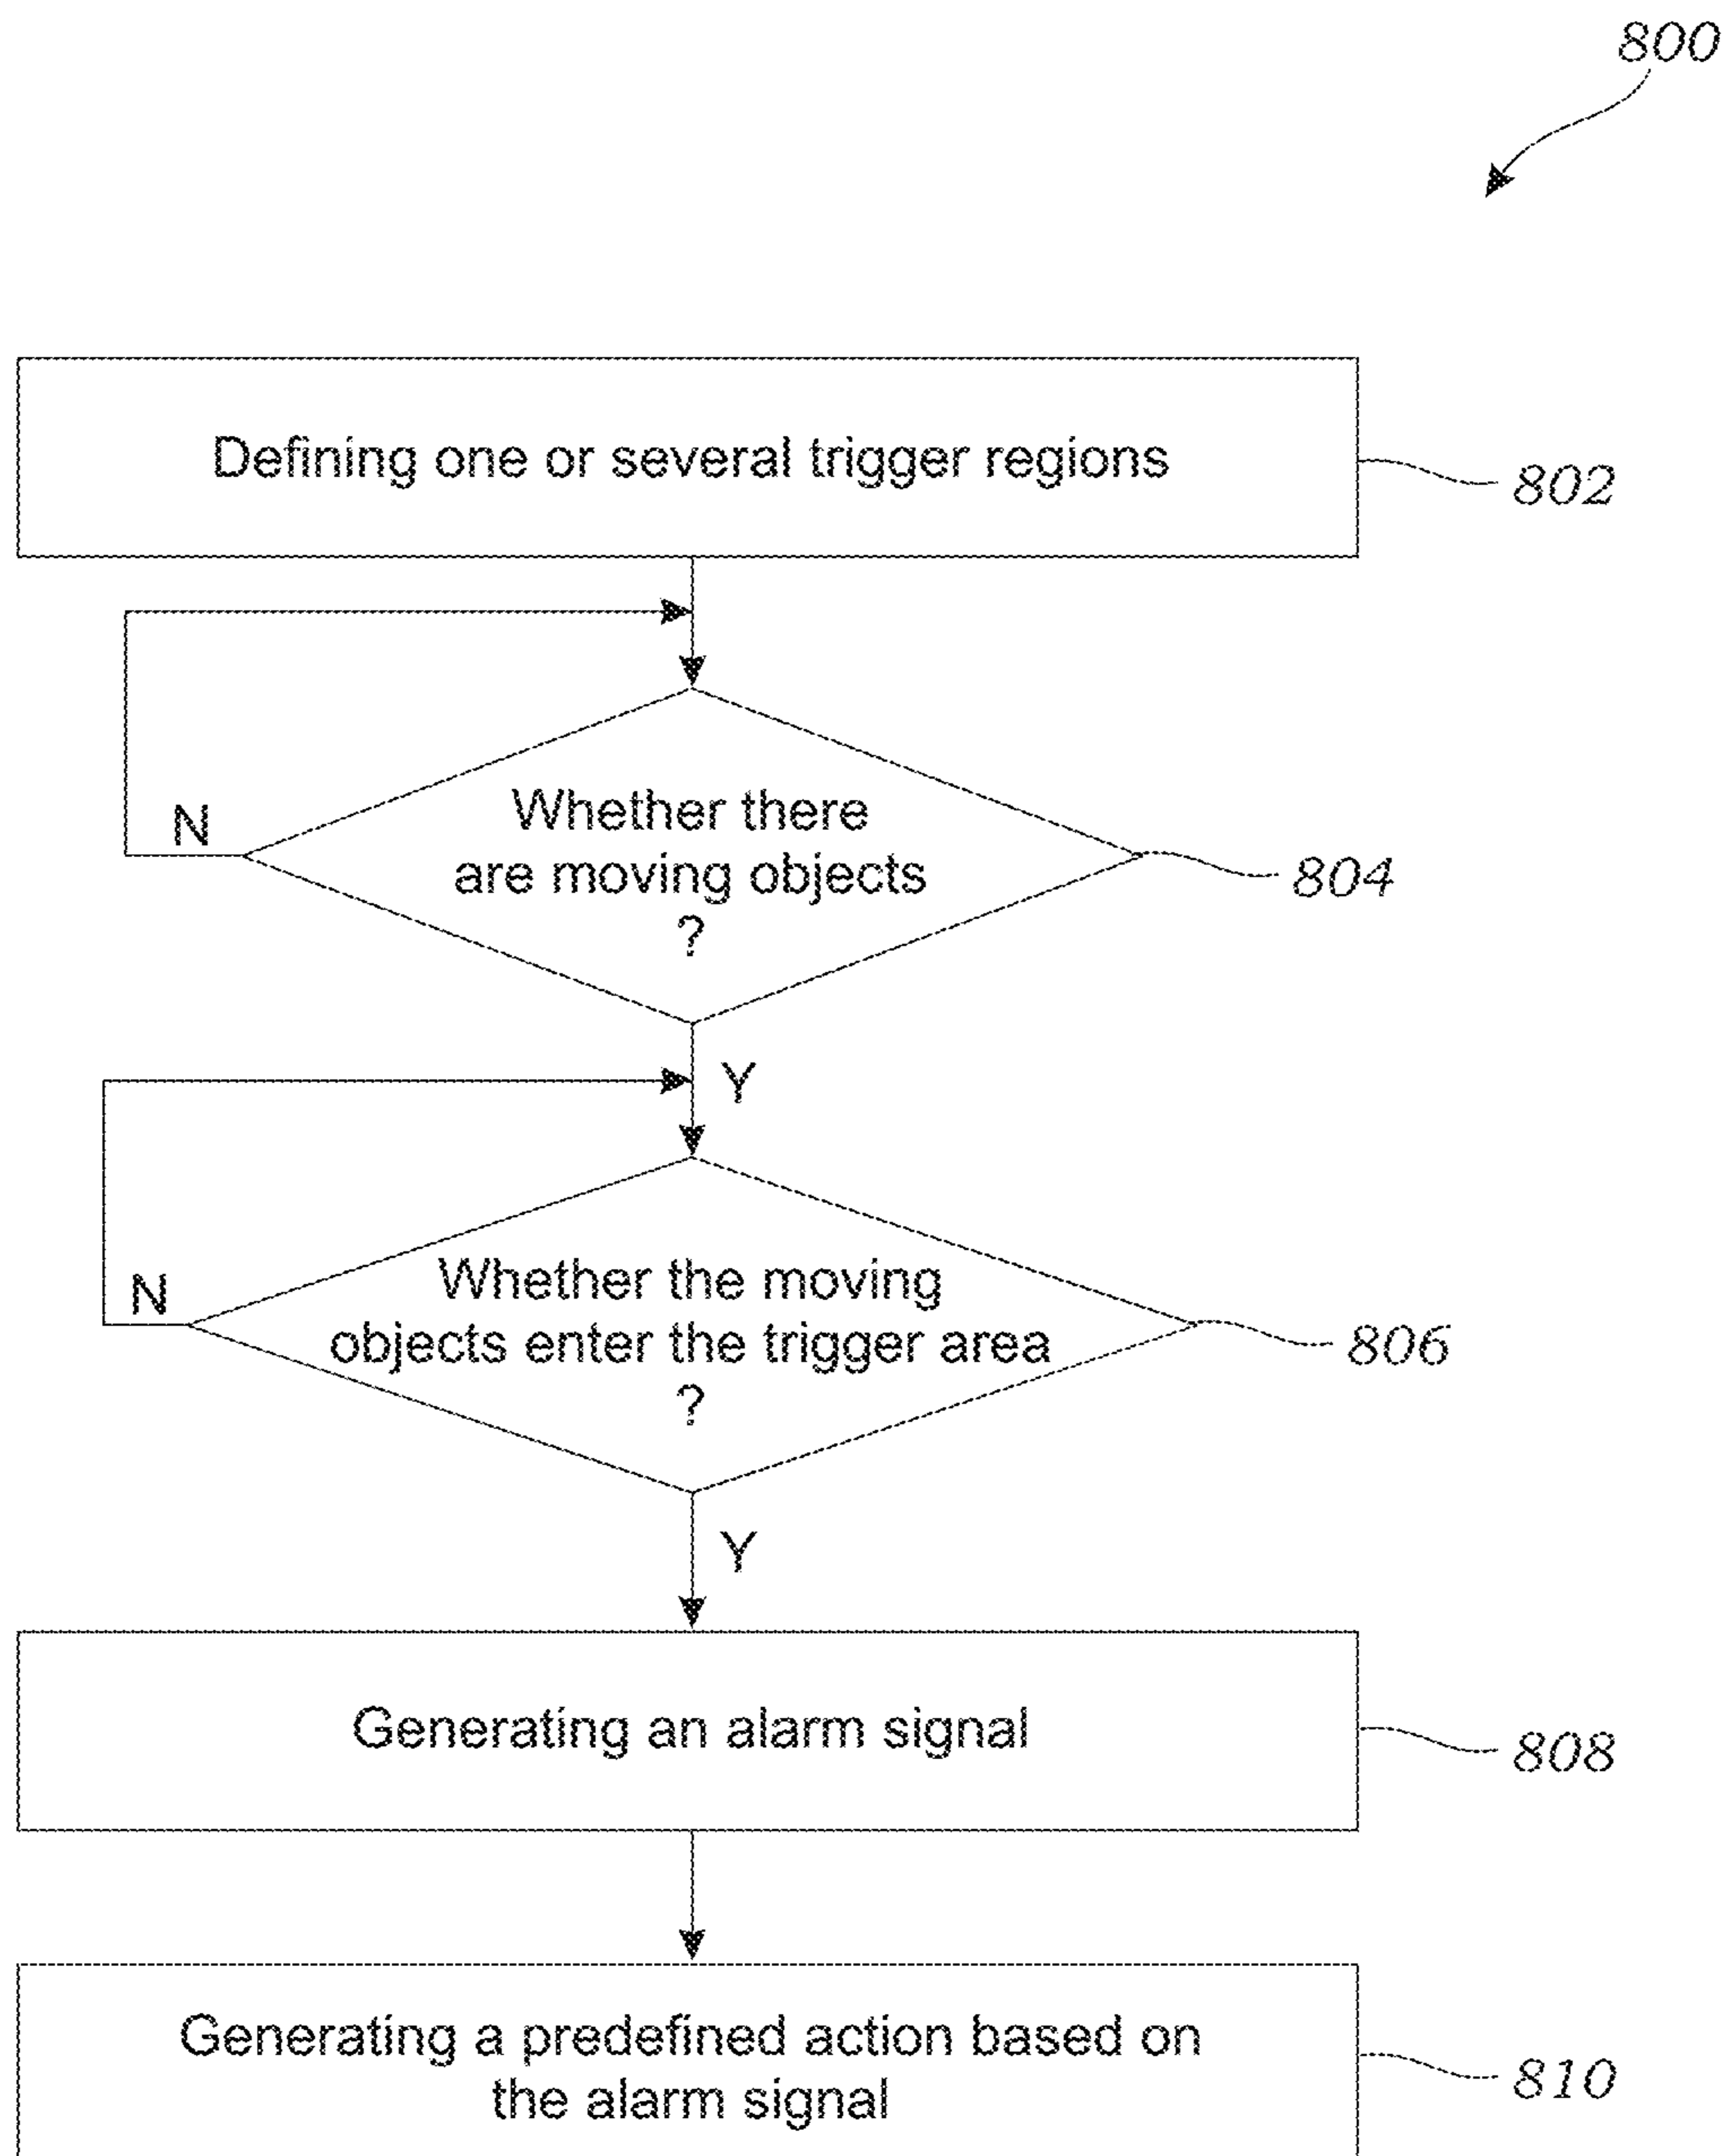 800
Defining one or several trigger regions
802
Whether there
are moving objects
?
N
804
Y
Whether the moving
objects enter the trigger area
?
N
806
Y
Generating an alarm signal
808
Generating a predefined action based on
the alarm signal
810